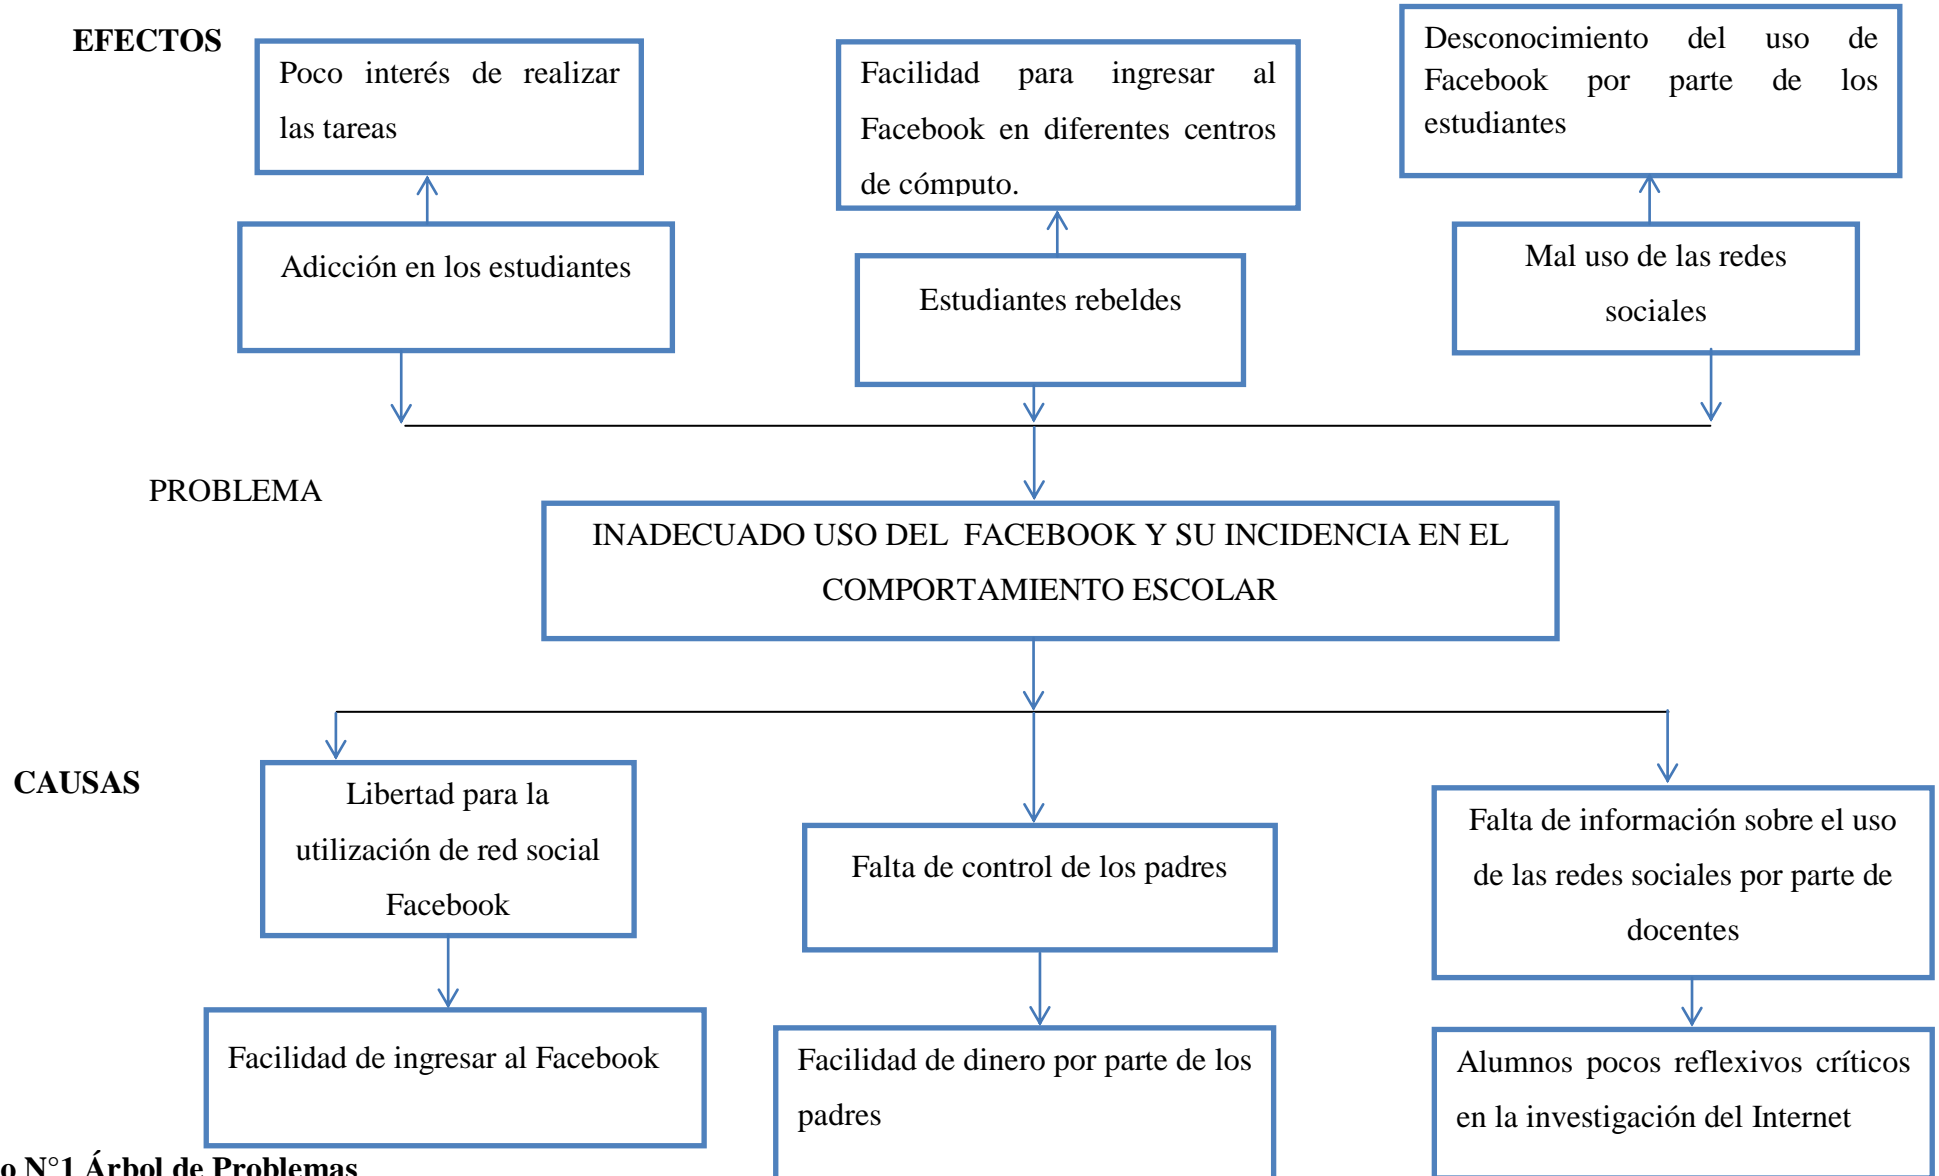 EFECTOS
Poco interés de realizar
las tareas
Facilidad para ingresar al
Facebook en diferentes centros
de cómputo.
Desconocimiento del uso de
Facebook por parte de los
estudiantes
Adicción en los estudiantes
Estudiantes rebeldes
Mal uso de las redes
sociales
PROBLEMA
INADECUADO USO DEL FACEBOOK Y SU INCIDENCIA EN EL
COMPORTAMIENTO ESCOLAR
CAUSAS
Libertad para la
utilización de red social
Facebook
Falta de control de los padres
Falta de información sobre el uso
de las redes sociales por parte de
docentes
Facilidad de ingresar al Facebook
Facilidad de dinero por parte de los
padres
Alumnos pocos reflexivos críticos
en la investigación del Internet
o N°1 Árbol de Problemas